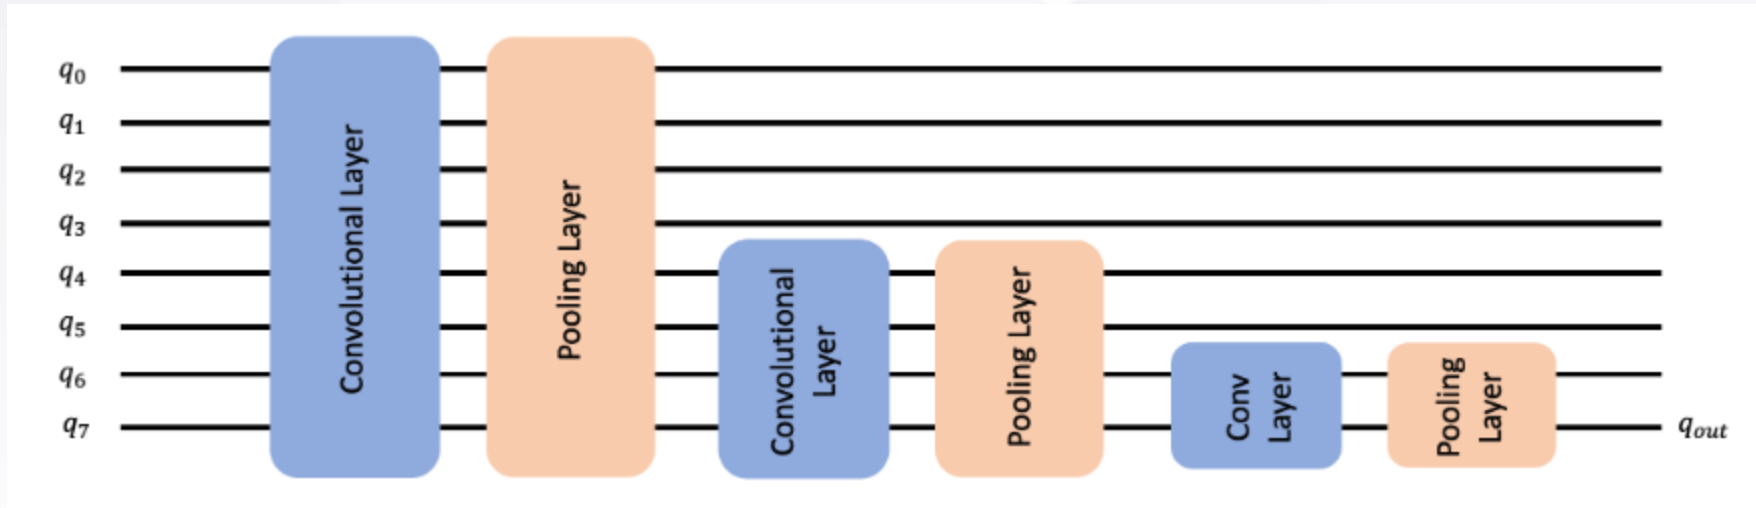 q₀
q₁
q₂
q₃
q₄
q₅
q₆
q₇
Convolutional Layer
Pooling Layer
Convolutional
Layer
Pooling Layer
Conv
Layer
Pooling
Layer
qₒᵤₜ